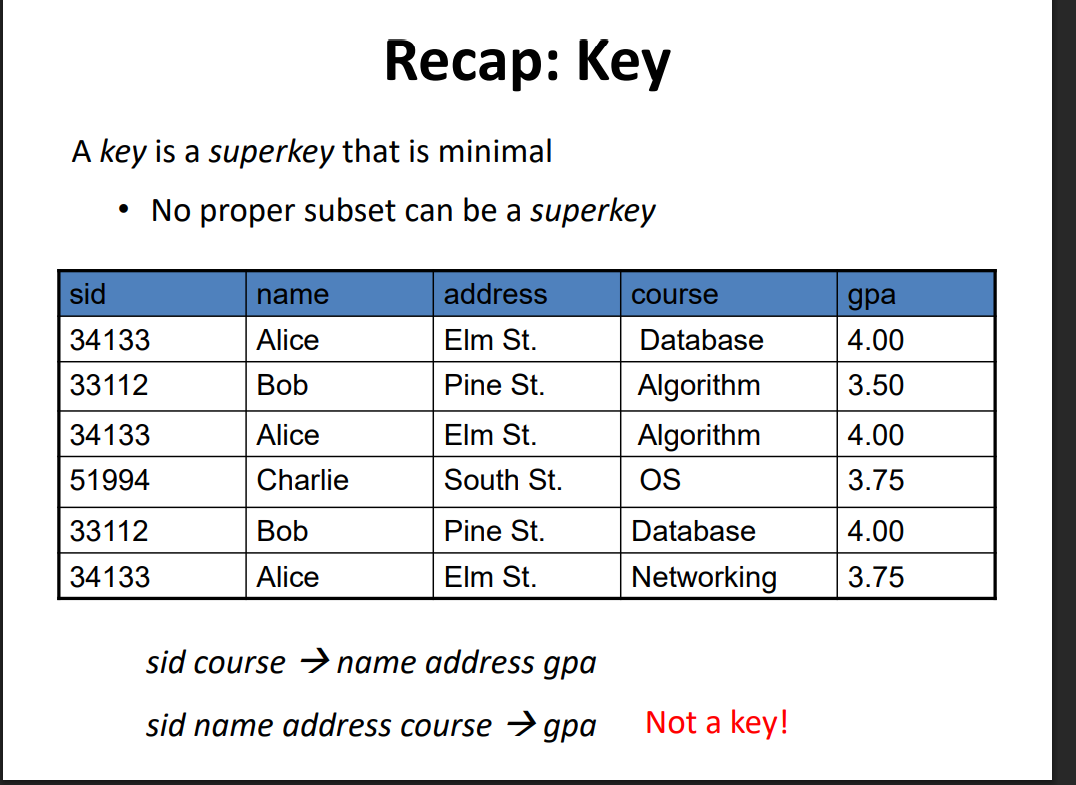 Recap: Key
A key is a superkey that is minimal
• No proper subset can be a superkey
sid name address course gpa
34133 Alice Elm St. Database 4.00
33112 Bob Pine St. Algorithm 3.50
34133 Alice Elm St. Algorithm 4.00
51994 Charlie South St. OS 3.75
33112 Bob Pine St. Database 4.00
34133 Alice Elm St. Networking 3.75
sid course → name address gpa
sid name address course → gpa Not a key!